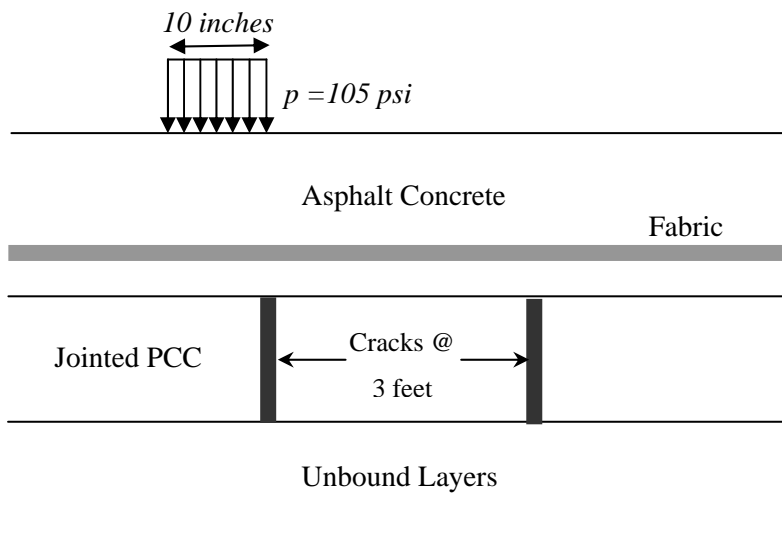 10 inches
p =105 psi
Asphalt Concrete
Fabric
Jointed PCC
Cracks @
3 feet
Unbound Layers